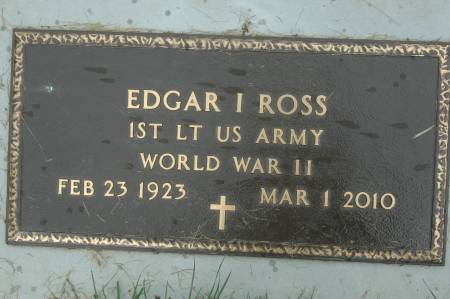 EDGAR I ROSS
1ST LT US ARMY
WORLD WAR II
FEB 23 1923 MAR 1 2010